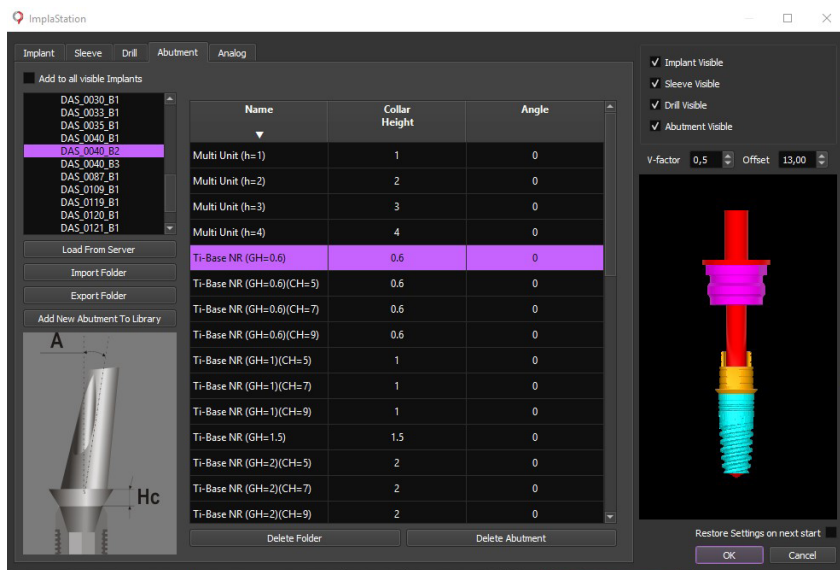 ImplaStation
Implant Sleeve Drill Abutment Analog
Add to all visible Implants
DAS_0030_B1
DAS_0033_B1
DAS_0035_B1
DAS_0040_B1
DAS_0040_B2
DAS_0040_B3
DAS_0087_B1
DAS_0109_B1
DAS_0119_B1
DAS_0120_B1
DAS_0121_B1
Load From Server
Import Folder
Export Folder
Add New Abutment To Library
A
Hc
Name Collar Height Angle
Multi Unit (h=1) 1 0
Multi Unit (h=2) 2 0
Multi Unit (h=3) 3 0
Multi Unit (h=4) 4 0
Ti-Base NR (GH=0.6) 0.6 0
Ti-Base NR (GH=0.6)(CH=5) 0.6 0
Ti-Base NR (GH=0.6)(CH=7) 0.6 0
Ti-Base NR (GH=0.6)(CH=9) 0.6 0
Ti-Base NR (GH=1)(CH=5) 1 0
Ti-Base NR (GH=1)(CH=7) 1 0
Ti-Base NR (GH=1)(CH=9) 1 0
Ti-Base NR (GH=1.5) 1.5 0
Ti-Base NR (GH=2)(CH=5) 2 0
Ti-Base NR (GH=2)(CH=7) 2 0
Ti-Base NR (GH=2)(CH=9) 2 0
Delete Folder Delete Abutment
Implant Visible
Sleeve Visible
Drill Visible
Abutment Visible
V-factor 0,5 Offset 13,00
Restore Settings on next start
OK Cancel